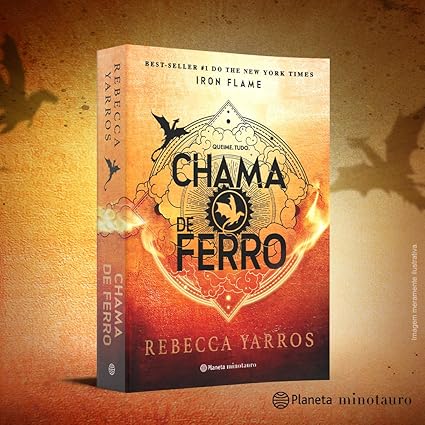 REBECCA
YARROS
CHAMA
DE FERRO
BEST-SELLER #1 DO THE NEW YORK TIMES
IRON FLAME
QUEIME, TUDO.
CHAMA
DE
FERRO
REBECCA YARROS
Planeta minotauro
Imagem meramente ilustrativa.
Planeta minotauro